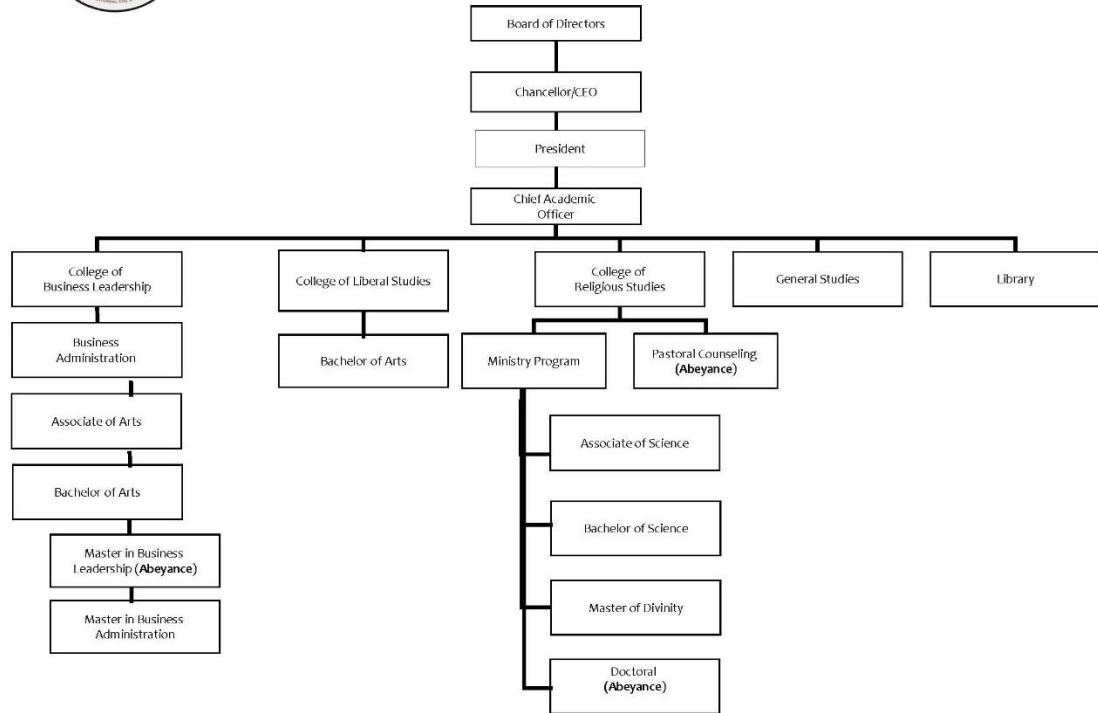 Board of Directors
Chancellor/CEO
President
Chief Academic
Officer
College of
Business Leadership
College of Liberal Studies
College of
Religious Studies
General Studies
Library
Business
Administration
Bachelor of Arts
Ministry Program
Pastoral Counseling
(Abeyance)
Associate of Arts
Associate of Science
Bachelor of Arts
Bachelor of Science
Master in Business
Leadership (Abeyance)
Master of Divinity
Master in Business
Administration
Doctoral
(Abeyance)